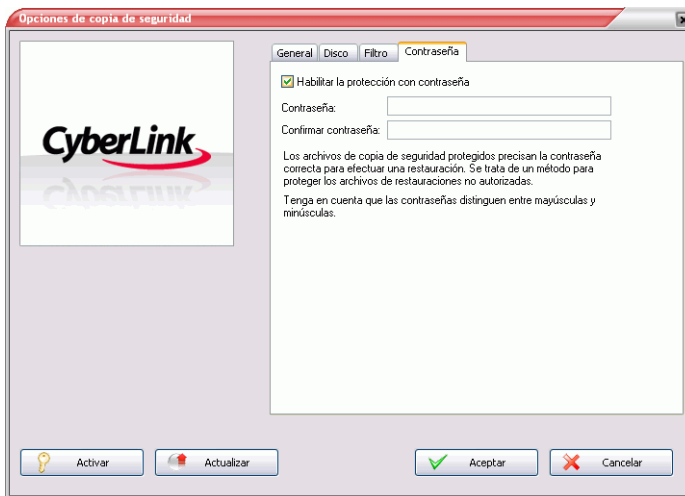 Opciones de copia de seguridad
CyberLink
General Disco Filtro Contraseña
Habilitar la protección con contraseña
Contraseña:
Confirmar contraseña:
Los archivos de copia de seguridad protegidos precisan la contraseña
correcta para efectuar una restauración. Se trata de un método para
proteger los archivos de restauraciones no autorizadas.
Tenga en cuenta que las contraseñas distinguen entre mayúsculas y
minúsculas.
Activar Actualizar Aceptar Cancelar